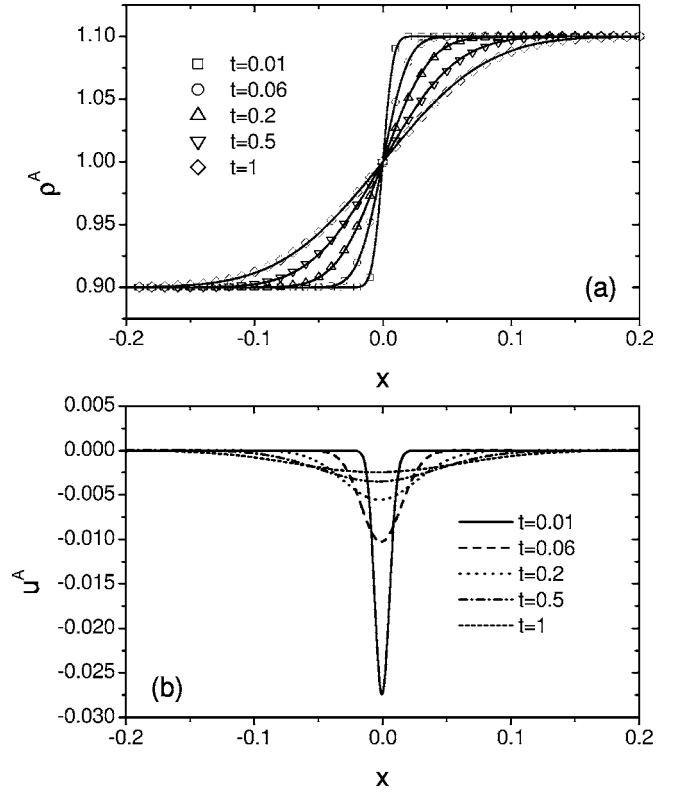 1.10
1.05
1.00
0.95
0.90
ρ^A
t=0.01
t=0.06
t=0.2
t=0.5
t=1
(a)
-0.2 -0.1 0.0 0.1 0.2
x
0.005
0.000
-0.005
-0.010
-0.015
-0.020
-0.025
-0.030
u^A
t=0.01
t=0.06
t=0.2
t=0.5
t=1
(b)
-0.2 -0.1 0.0 0.1 0.2
x